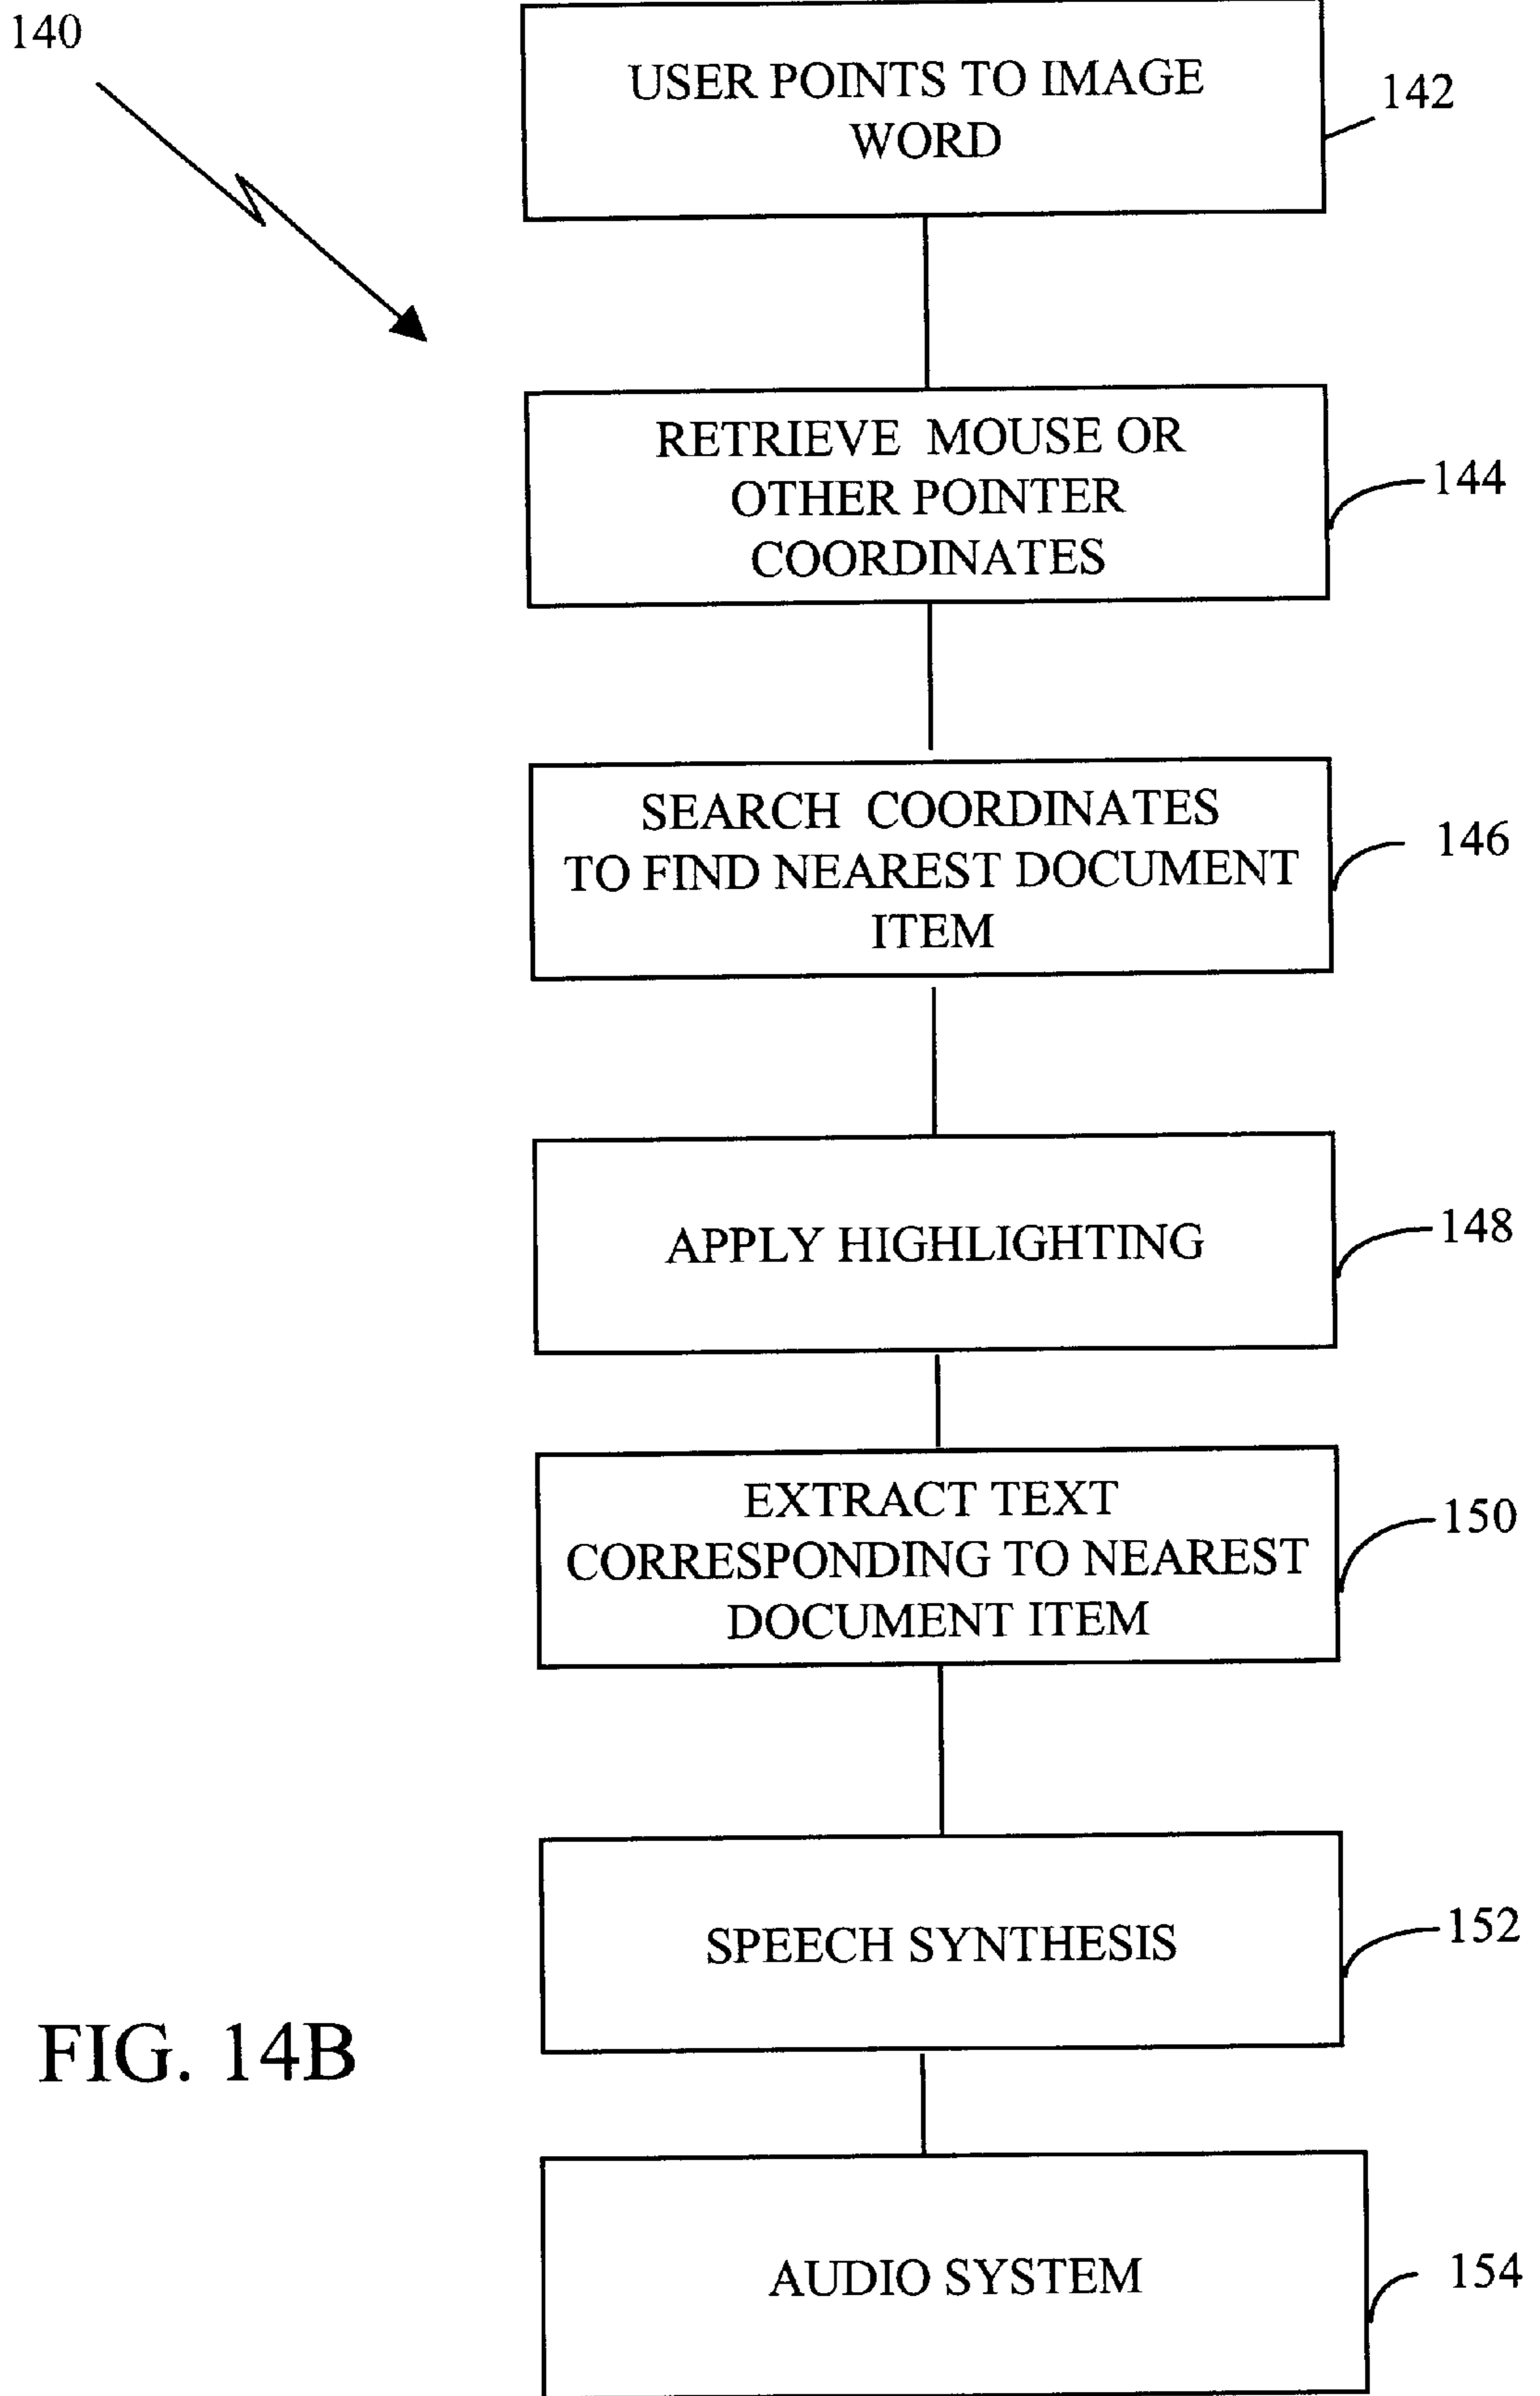 140
USER POINTS TO IMAGE
WORD
142
RETRIEVE MOUSE OR
OTHER POINTER
COORDINATES
144
SEARCH COORDINATES
TO FIND NEAREST DOCUMENT
ITEM
146
APPLY HIGHLIGHTING
148
EXTRACT TEXT
CORRESPONDING TO NEAREST
DOCUMENT ITEM
150
SPEECH SYNTHESIS
152
FIG. 14B
AUDIO SYSTEM
154